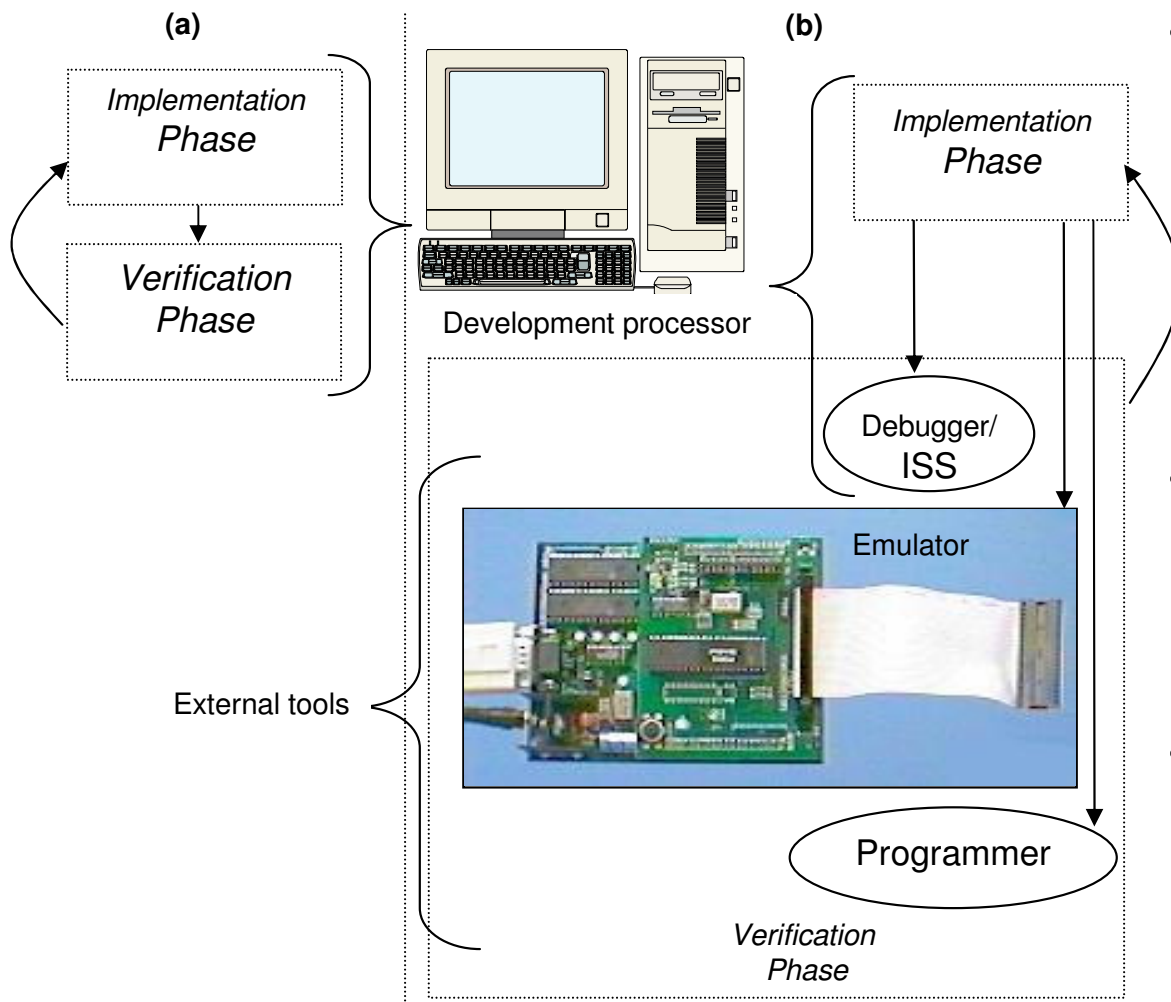 (a)
Implementation
Phase
Verification
Phase
(b)
Development processor
Implementation
Phase
Debugger/
ISS
Emulator
External tools
Programmer
Verification
Phase